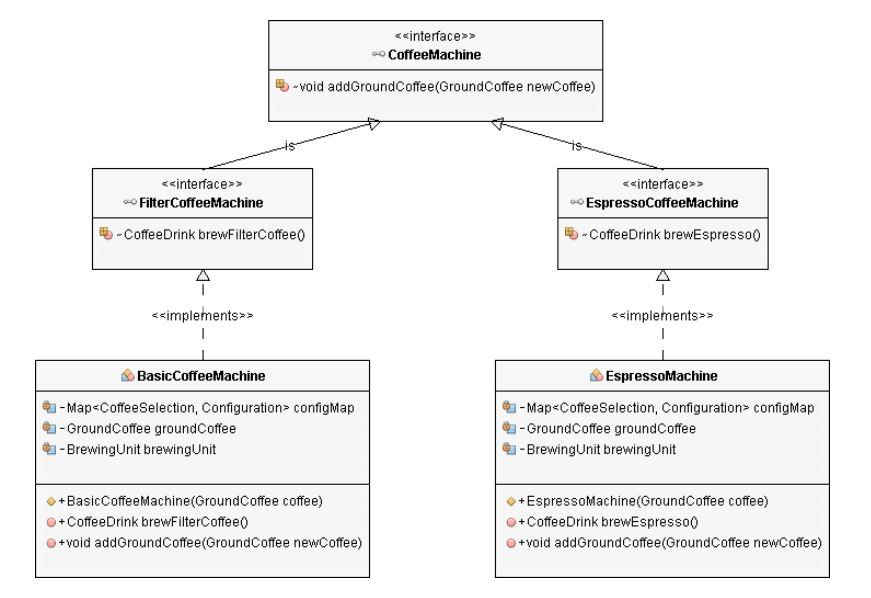 <<interface>>
CoffeeMachine
~void addGroundCoffee(GroundCoffee newCoffee)
is
is
<<interface>>
FilterCoffeeMachine
~CoffeeDrink brewFilterCoffee()
<<interface>>
EspressoCoffeeMachine
~CoffeeDrink brewEspresso()
<<implements>>
<<implements>>
BasicCoffeeMachine
-Map<CoffeeSelection, Configuration> configMap
-GroundCoffee groundCoffee
-BrewingUnit brewingUnit
+BasicCoffeeMachine(GroundCoffee coffee)
+CoffeeDrink brewFilterCoffee()
+void addGroundCoffee(GroundCoffee newCoffee)
EspressoMachine
-Map<CoffeeSelection, Configuration> configMap
-GroundCoffee groundCoffee
-BrewingUnit brewingUnit
+EspressoMachine(GroundCoffee coffee)
+CoffeeDrink brewEspresso()
+void addGroundCoffee(GroundCoffee newCoffee)